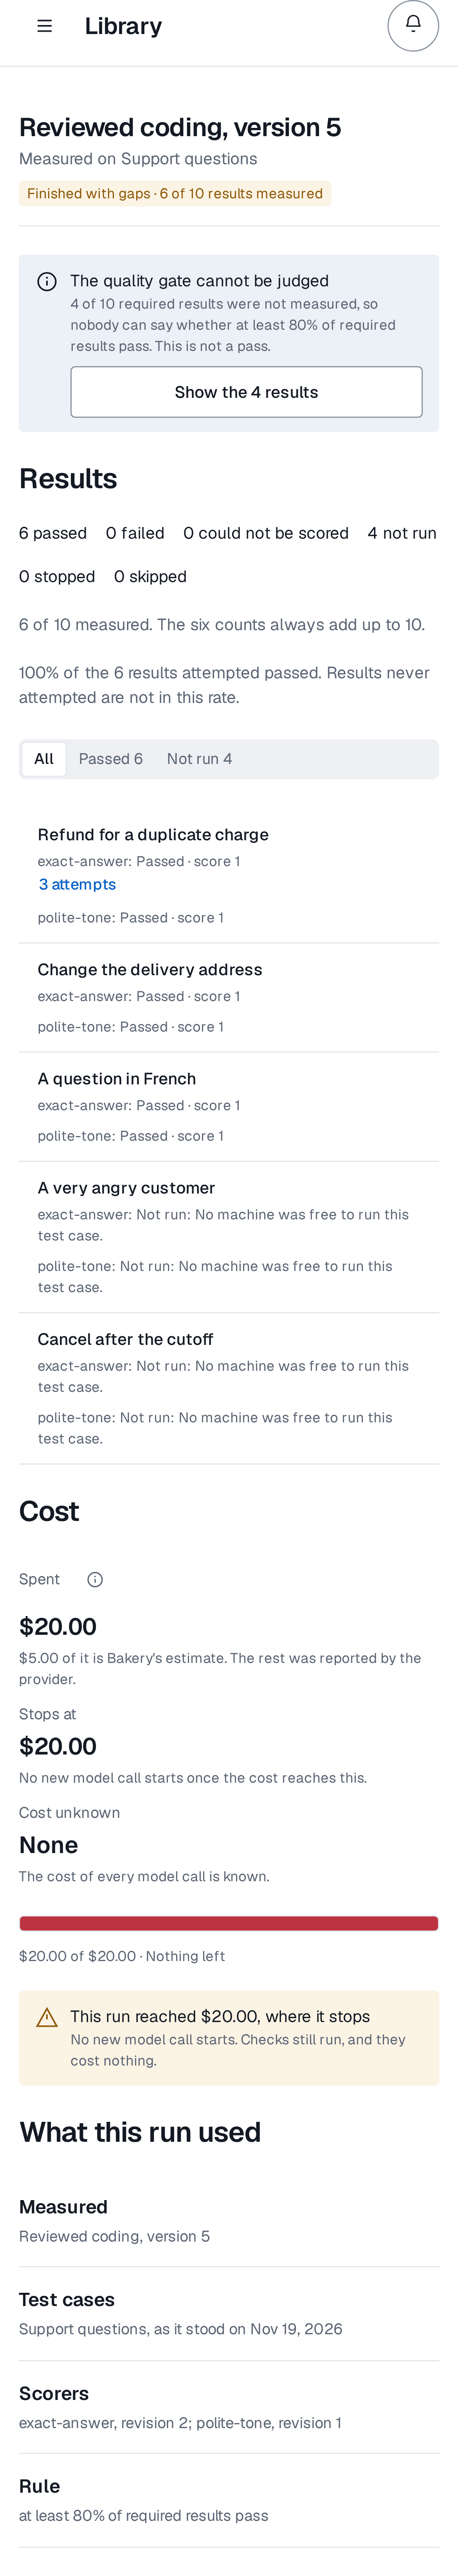 Library
Reviewed coding, version 5
Measured on Support questions
Finished with gaps · 6 of 10 results measured
The quality gate cannot be judged
4 of 10 required results were not measured, so
nobody can say whether at least 80% of required
results pass. This is not a pass.
Show the 4 results
Results
6 passed 0 failed 0 could not be scored 4 not run
0 stopped 0 skipped
6 of 10 measured. The six counts always add up to 10.
100% of the 6 results attempted passed. Results never
attempted are not in this rate.
All Passed 6 Not run 4
Refund for a duplicate charge
exact-answer: Passed · score 1
3 attempts
polite-tone: Passed · score 1
Change the delivery address
exact-answer: Passed · score 1
polite-tone: Passed · score 1
A question in French
exact-answer: Passed · score 1
polite-tone: Passed · score 1
A very angry customer
exact-answer: Not run: No machine was free to run this
test case.
polite-tone: Not run: No machine was free to run this
test case.
Cancel after the cutoff
exact-answer: Not run: No machine was free to run this
test case.
polite-tone: Not run: No machine was free to run this
test case.
Cost
Spent
$20.00
$5.00 of it is Bakery's estimate. The rest was reported by the
provider.
Stops at
$20.00
No new model call starts once the cost reaches this.
Cost unknown
None
The cost of every model call is known.
$20.00 of $20.00 · Nothing left
This run reached $20.00, where it stops
No new model call starts. Checks still run, and they
cost nothing.
What this run used
Measured
Reviewed coding, version 5
Test cases
Support questions, as it stood on Nov 19, 2026
Scorers
exact-answer, revision 2; polite-tone, revision 1
Rule
at least 80% of required results pass